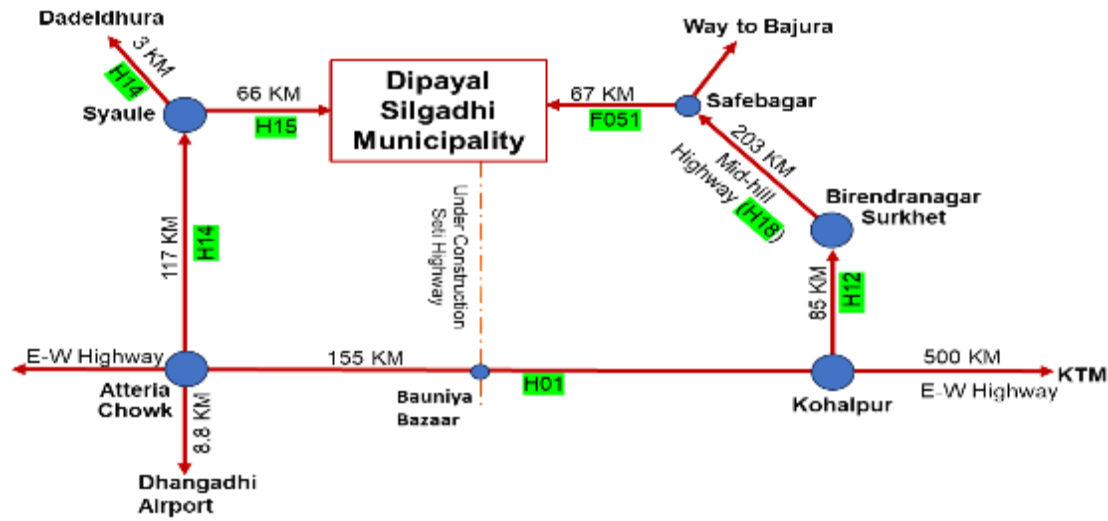 Dadeldhura
3 KM
H14
Syaule
66 KM
H15
Dipayal
Silgadhi
Municipality
67 KM
F051
Way to Bajura
Safebagar
203 KM
Mid-hill
Highway (H18)
Birendranagar
Surkhet
117 KM
H14
Under Construction
Seti Highway
85 KM
H12
E-W Highway
155 KM
H01
500 KM
E-W Highway
KTM
Atteria
Chowk
Bauniya
Bazaar
Kohalpur
8.8 KM
Dhangadhi
Airport